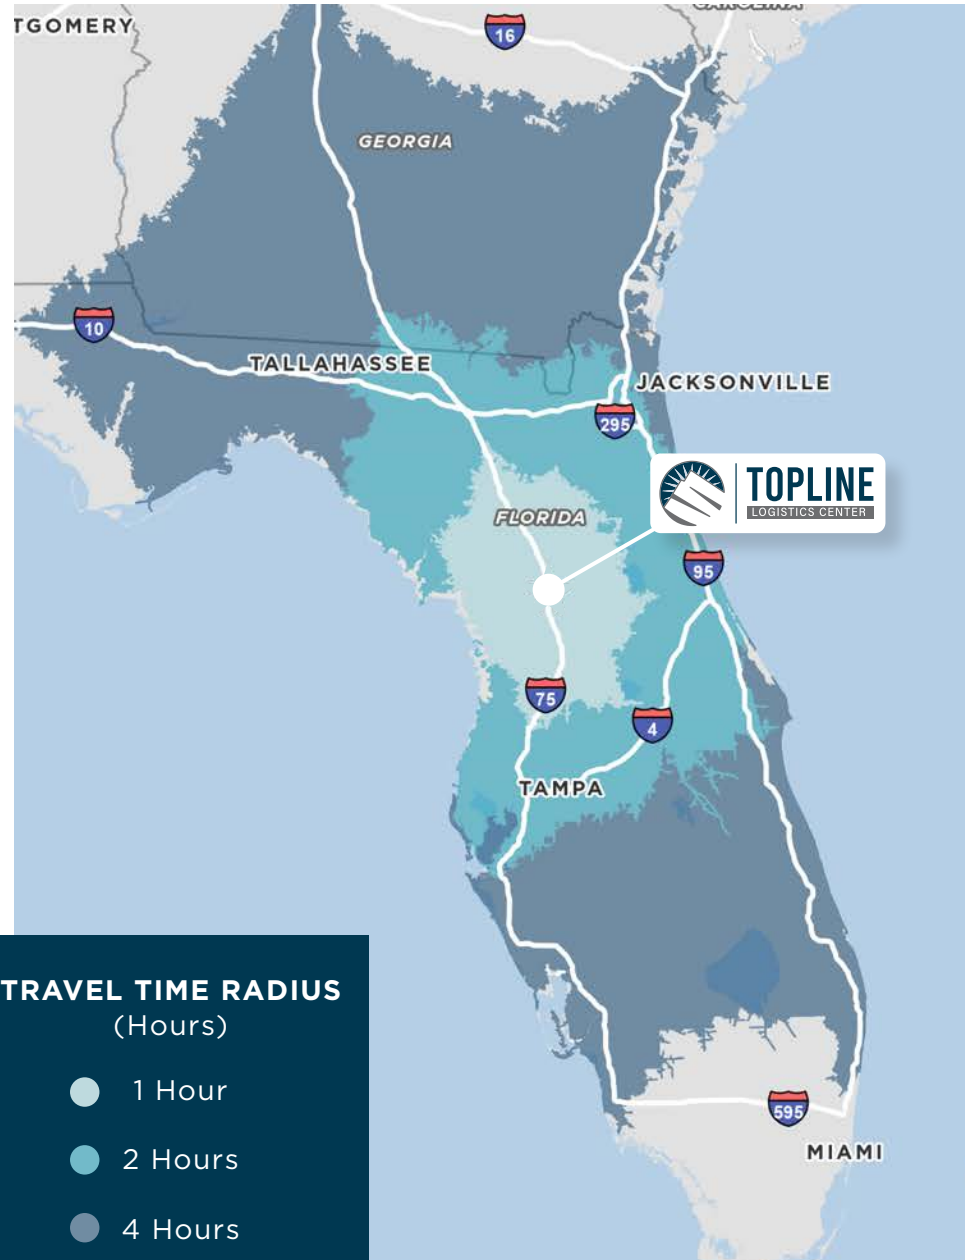 TGOMERY
CAROLINA
16
GEORGIA
10
TALLAHASSEE
JACKSONVILLE
295
TOPLINE
LOGISTICS CENTER
FLORIDA
95
75
4
TAMPA
TRAVEL TIME RADIUS
(Hours)
1 Hour
2 Hours
4 Hours
595
MIAMI